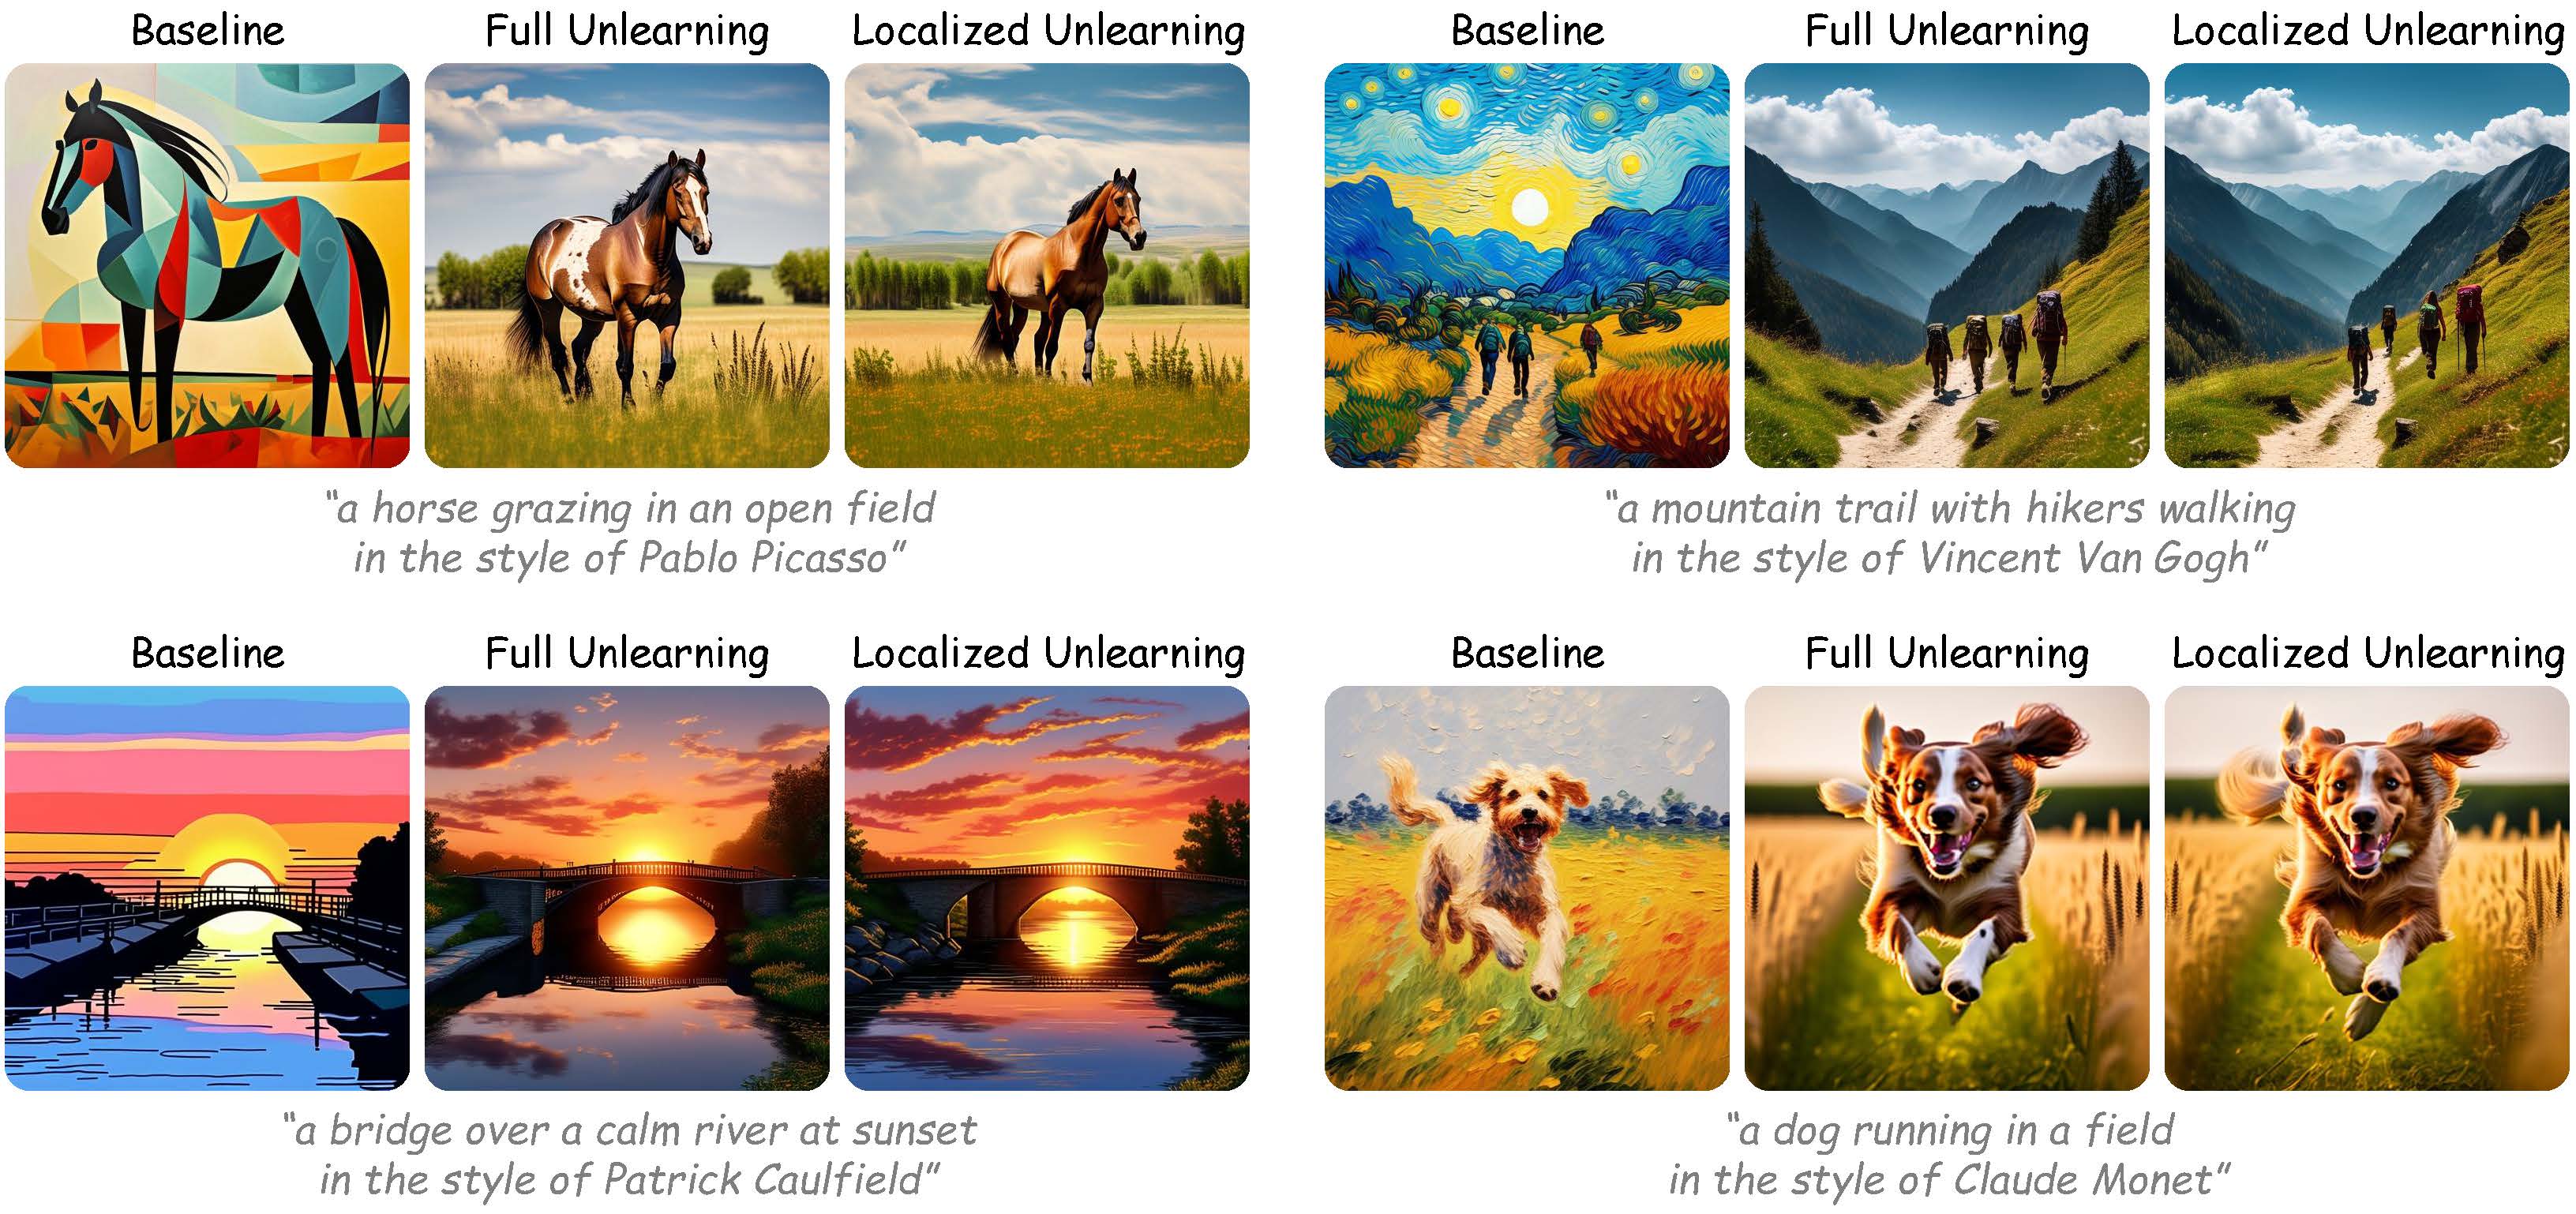 Baseline Full Unlearning Localized Unlearning
“a horse grazing in an open field
in the style of Pablo Picasso”
Baseline Full Unlearning Localized Unlearning
“a mountain trail with hikers walking
in the style of Vincent Van Gogh”
Baseline Full Unlearning Localized Unlearning
“a bridge over a calm river at sunset
in the style of Patrick Caulfield”
Baseline Full Unlearning Localized Unlearning
“a dog running in a field
in the style of Claude Monet”